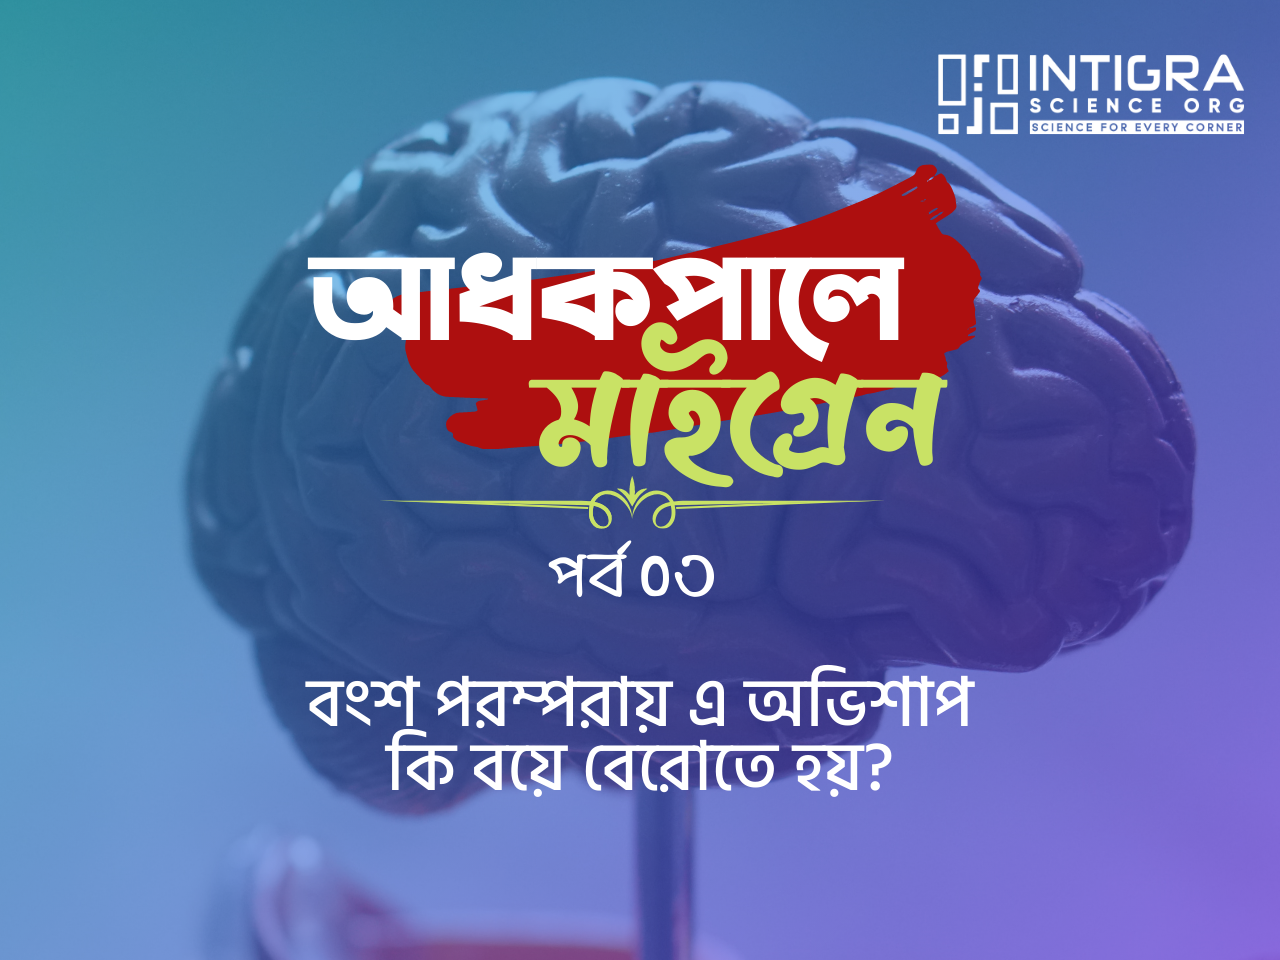 INTIGRA
SCIENCE ORG
SCIENCE FOR EVERY CORNER
আধকপালে
মাইগ্রেন
পর্ব ০৩
বংশ পরম্পরায় এ অভিশাপ
কি বয়ে বেরোতে হয়?